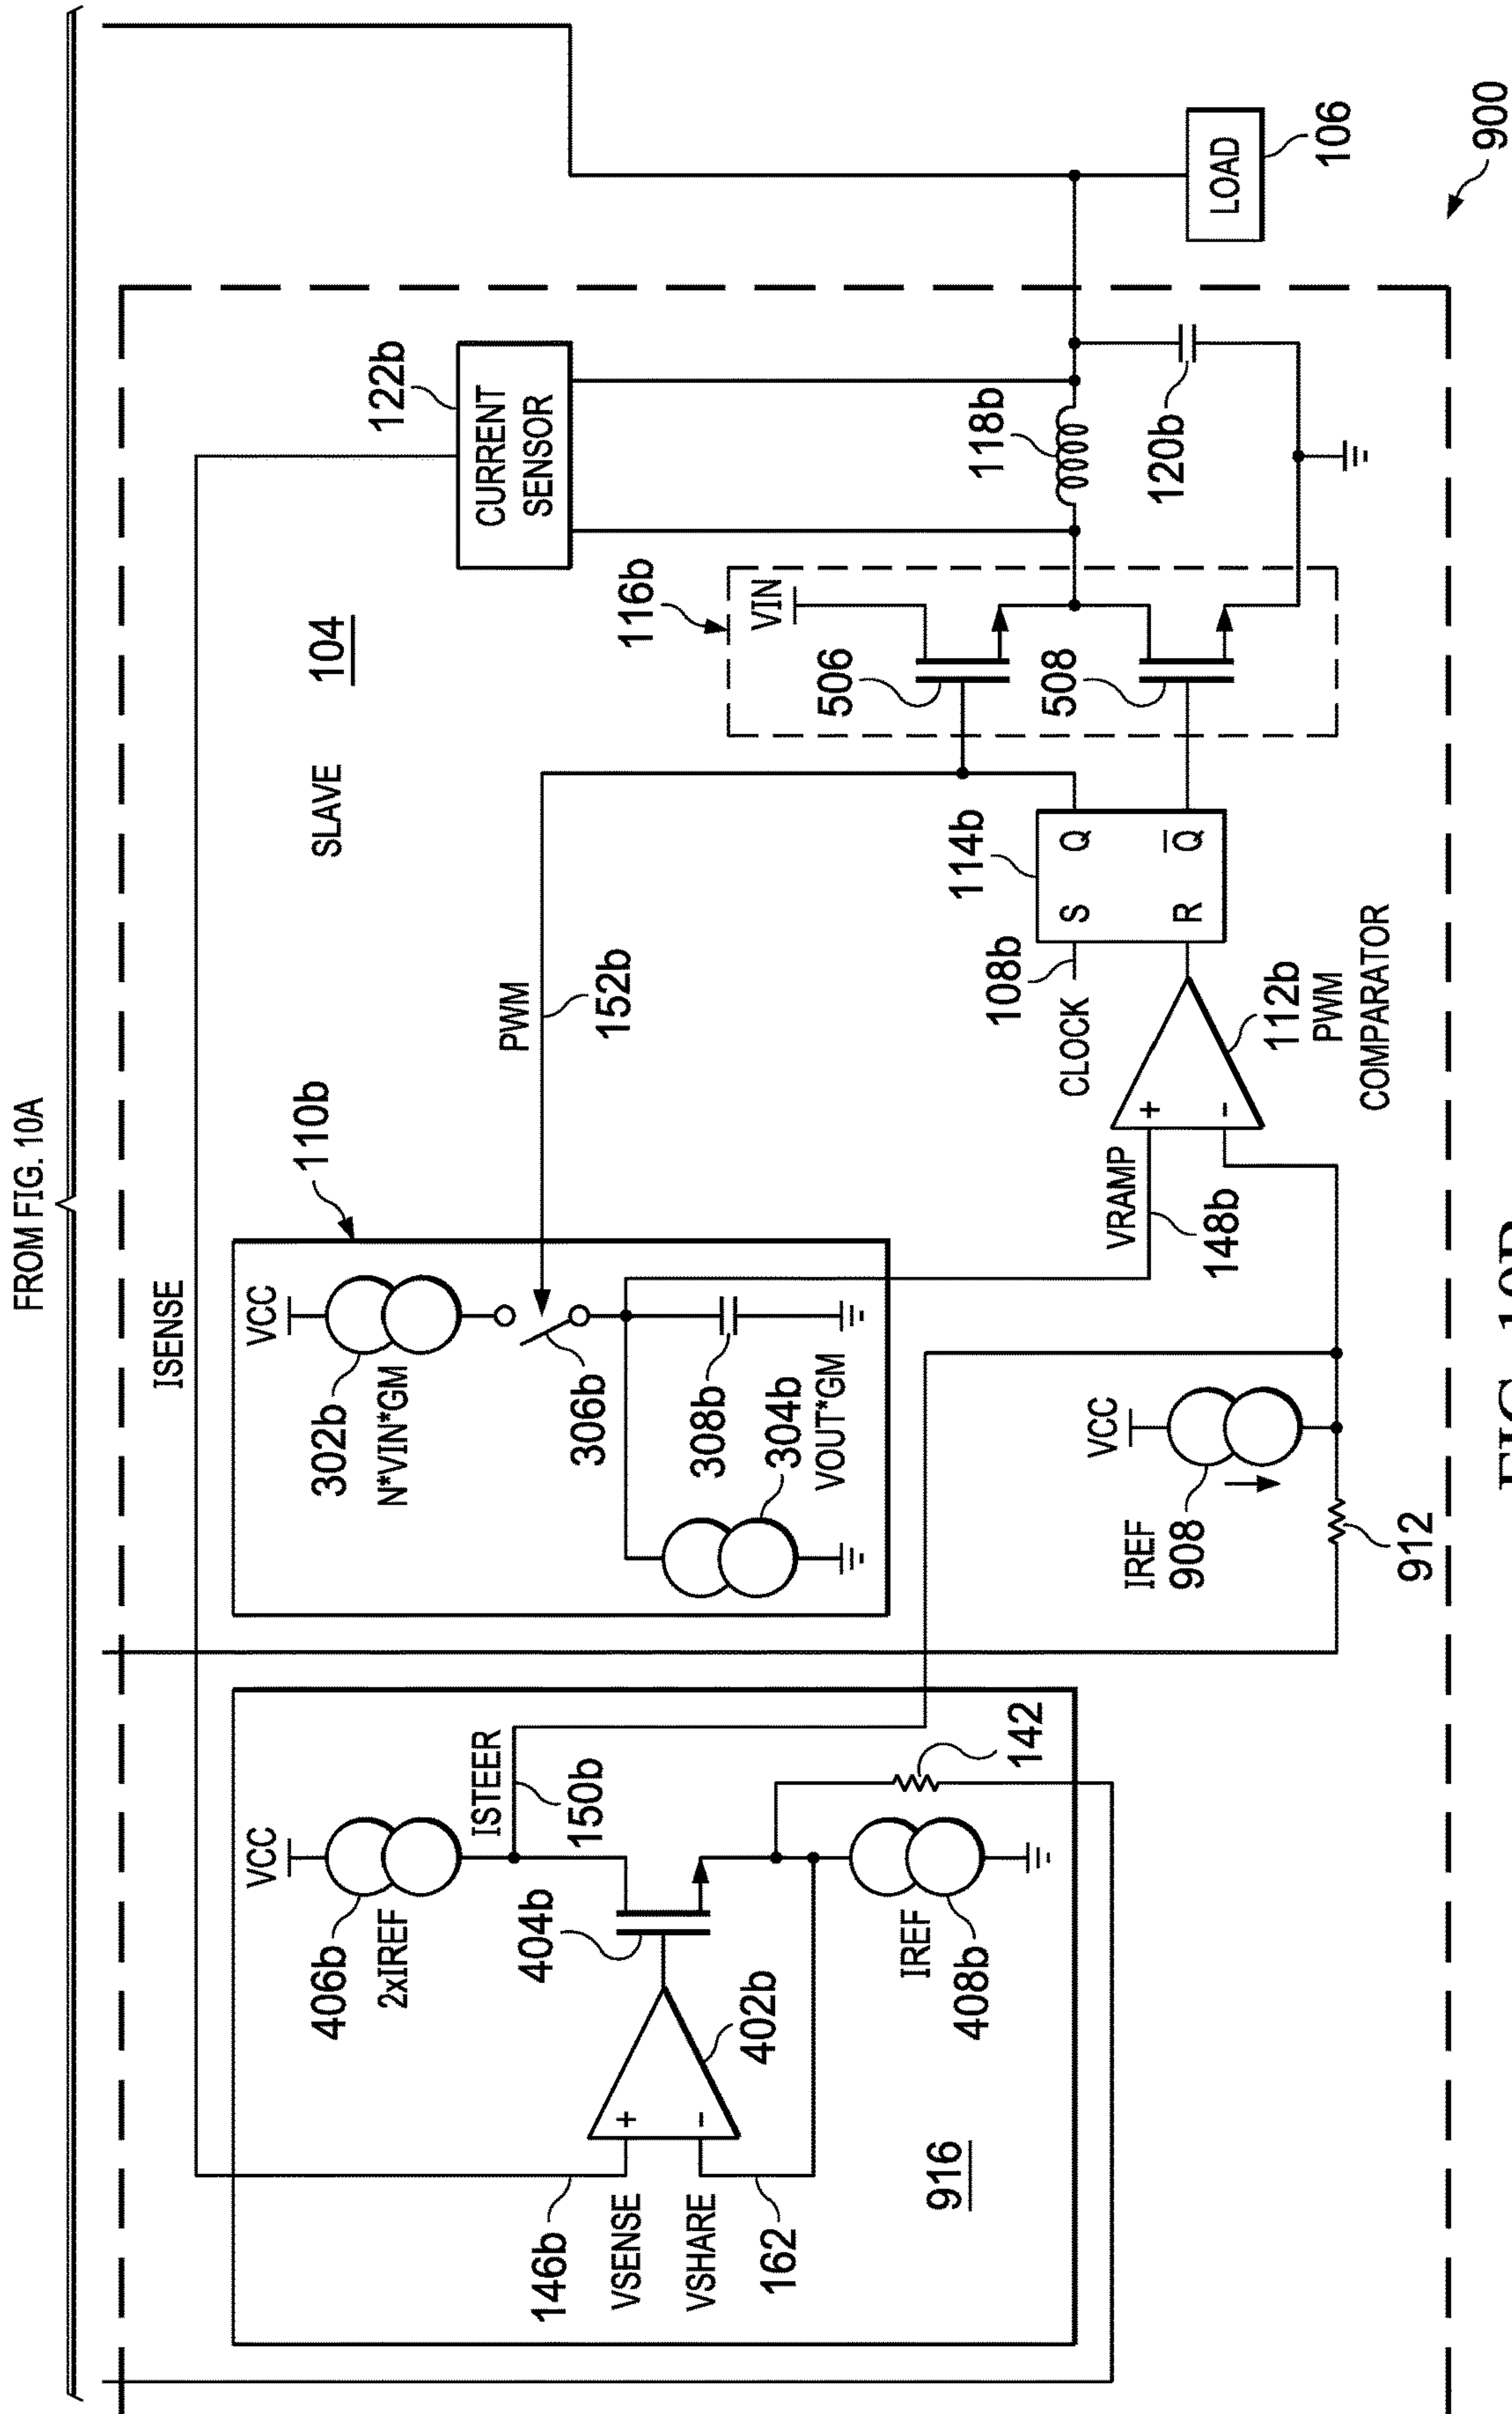 FROM FIG. 10A
ISENSE
SLAVE
104
122b
CURRENT
SENSOR
110b
VCC
302b
N*VIN*GM
306b
308b
304b
VOUT*GM
PWM
152b
116b
VIN
506
508
118b
120b
LOAD
106
900
VCC
406b
2xIREF
ISTEER
150b
404b
402b
+
-
146b
VSENSE
VSHARE
162
IREF
408b
142
916
VCC
IREF
908
912
VRAMP
148b
+
-
112b
PWM
COMPARATOR
CLOCK
108b
114b
S Q
R Q̅